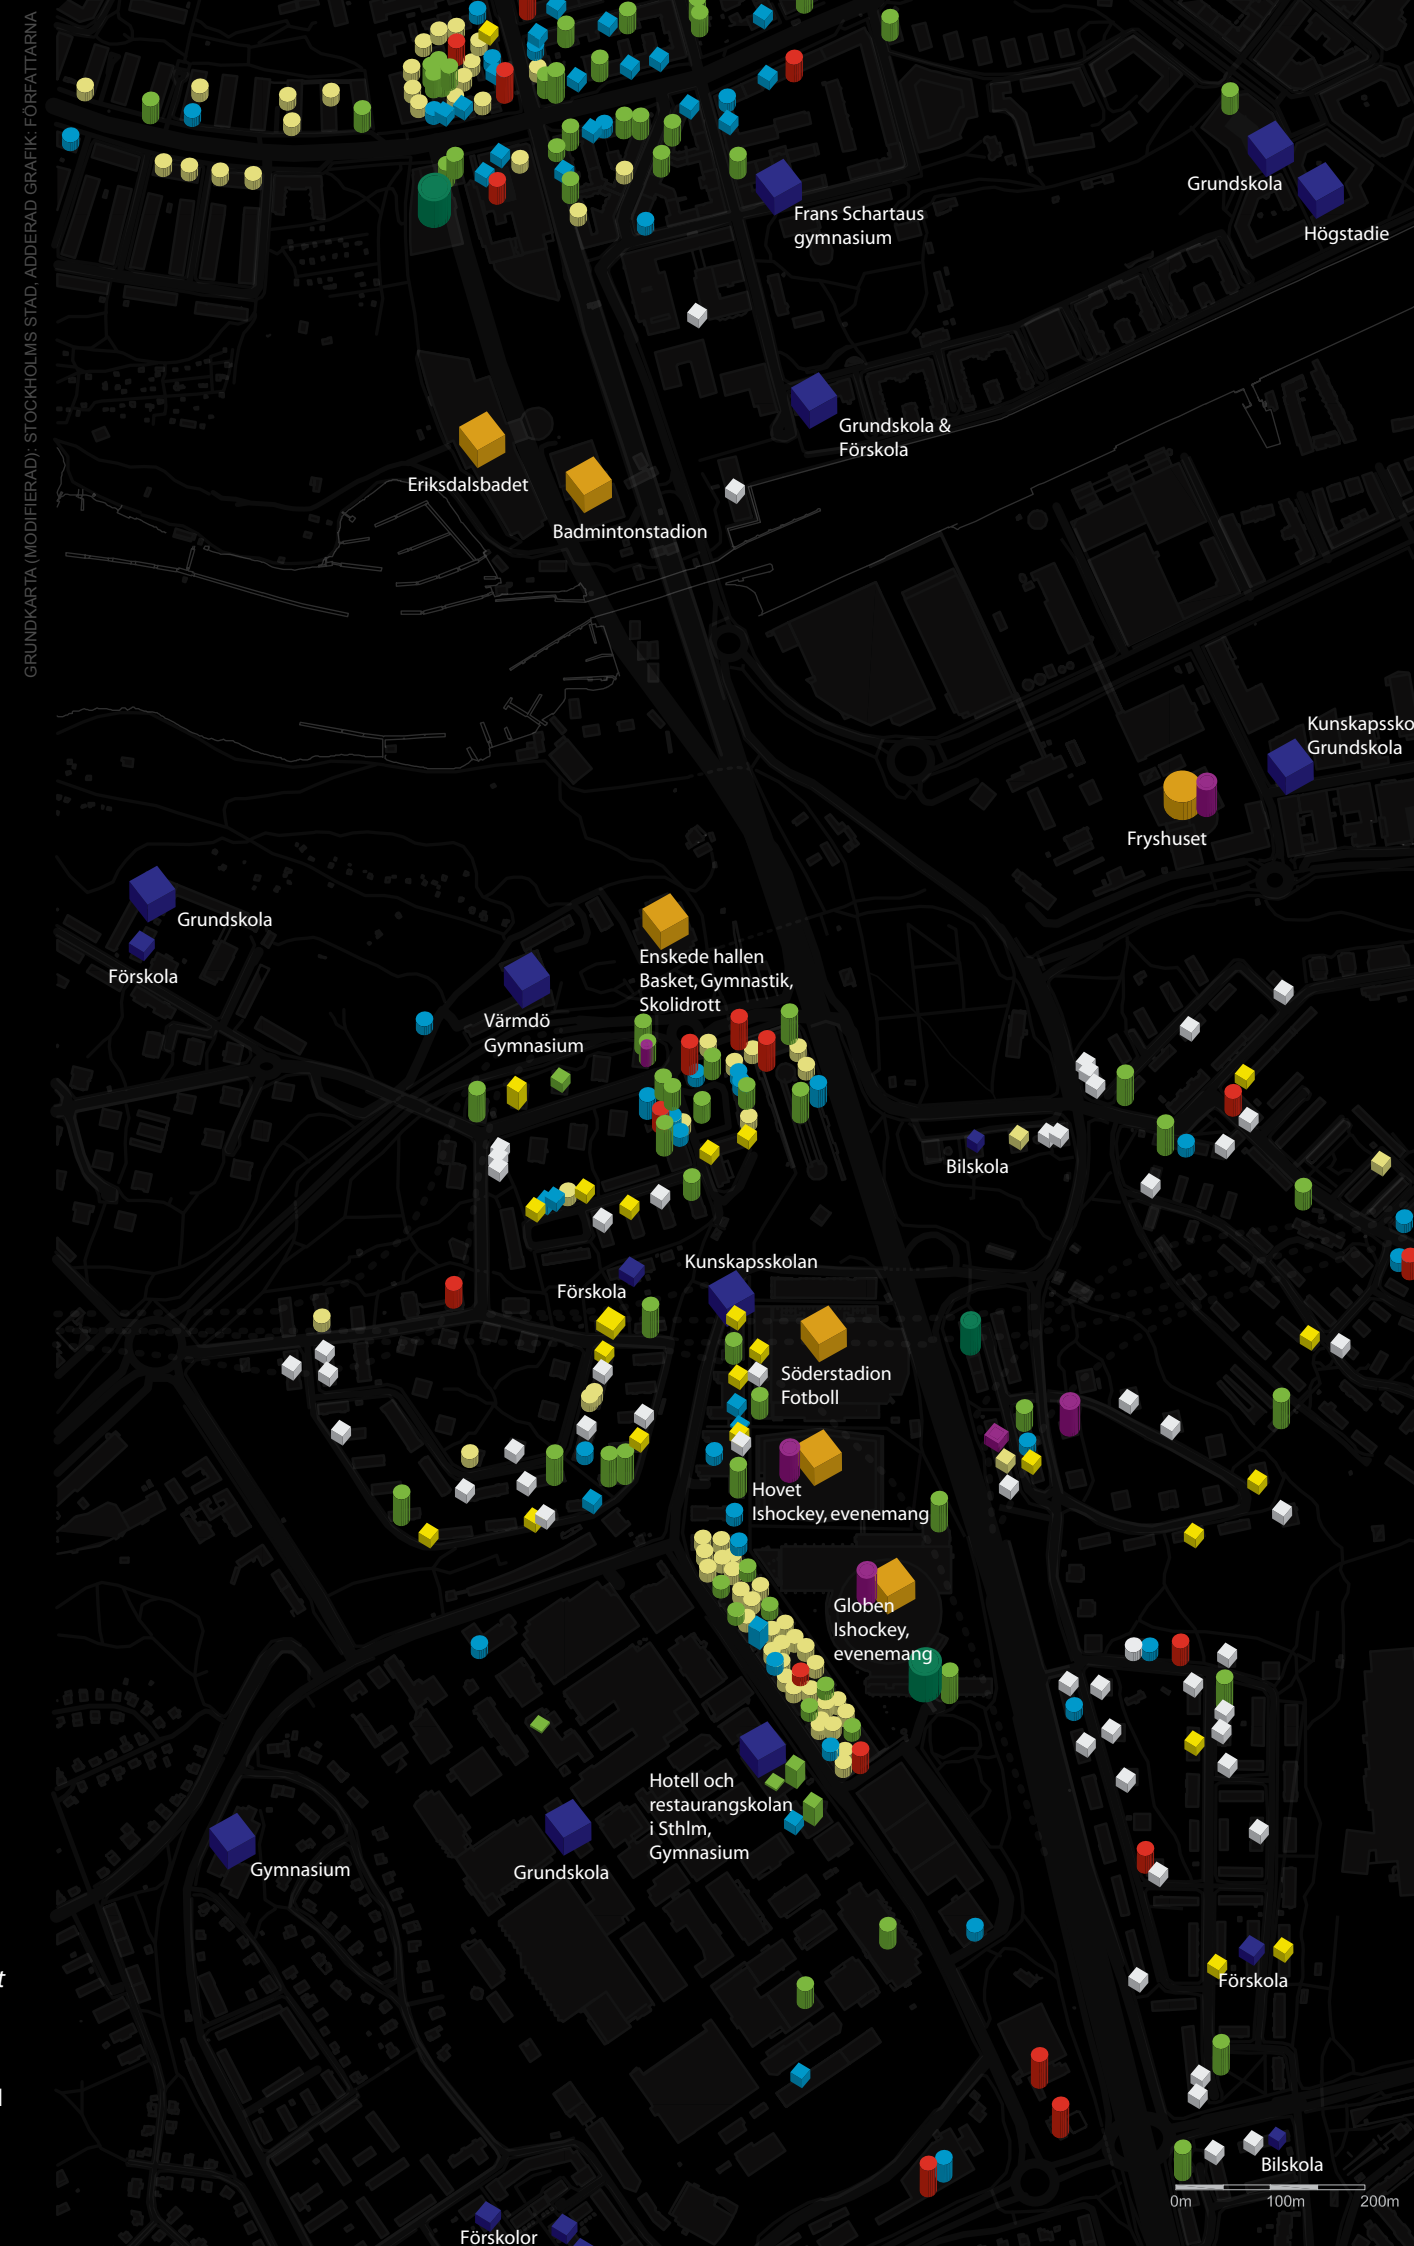 GRUNDKARTA (MODIFIERAD): STOCKHOLMS STAD, ADDERAD GRAFIK: FÖRFATTARNA
Grundskola
Högstadie
Frans Schartaus
gymnasium
Grundskola &
Förskola
Eriksdalsbadet
Badmintonstadion
Kunskapssko
Grundskola
Fryshuset
Grundskola
Förskola
Enskede hallen
Basket, Gymnastik,
Skolidrott
Värmdö
Gymnasium
Bilskola
Kunskapsskolan
Förskola
Söderstadion
Fotboll
Hovet
Ishockey, evenemang
Globen
Ishockey,
evenemang
Hotell och
restaurangskolan
i Sthlm,
Gymnasium
Gymnasium
Grundskola
Förskola
Bilskola
0m 100m 200m
Förskolor